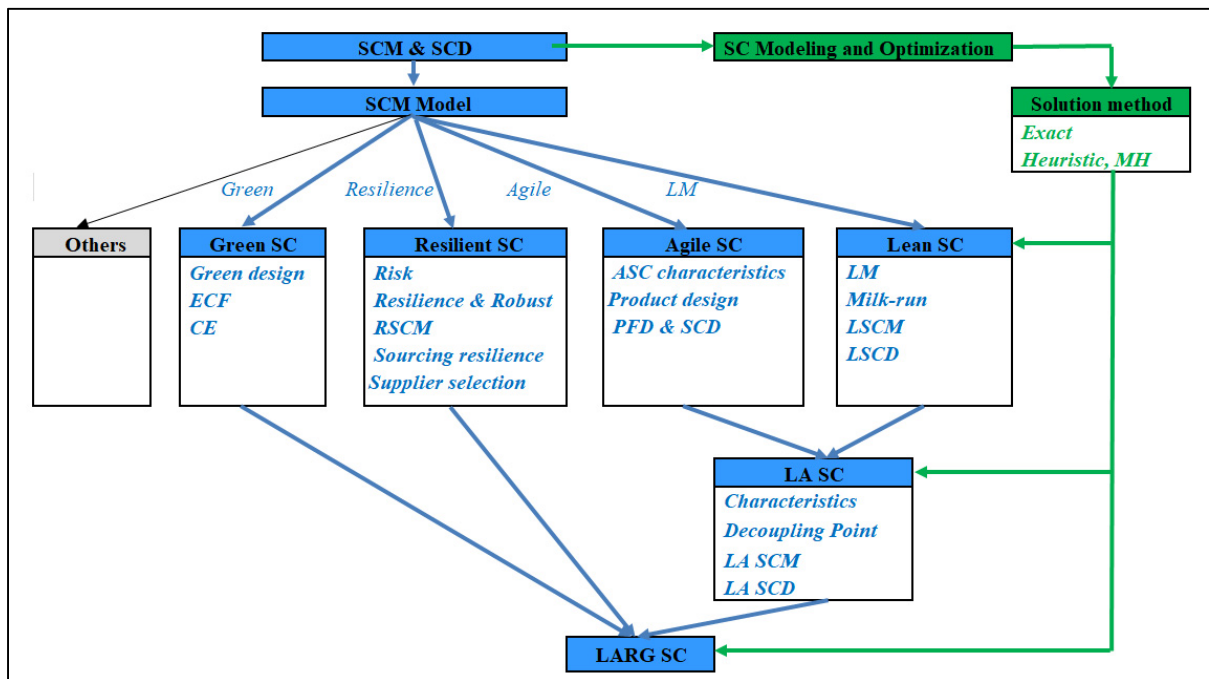 SCM & SCD
SC Modeling and Optimization
SCM Model
Solution method
Exact
Heuristic, MH
Green
Resilience
Agile
LM
Others
Green SC
Green design
ECF
CE
Resilient SC
Risk
Resilience & Robust
RSCM
Sourcing resilience
Supplier selection
Agile SC
ASC characteristics
Product design
PFD & SCD
Lean SC
LM
Milk-run
LSCM
LSCD
LA SC
Characteristics
Decoupling Point
LA SCM
LA SCD
LARG SC